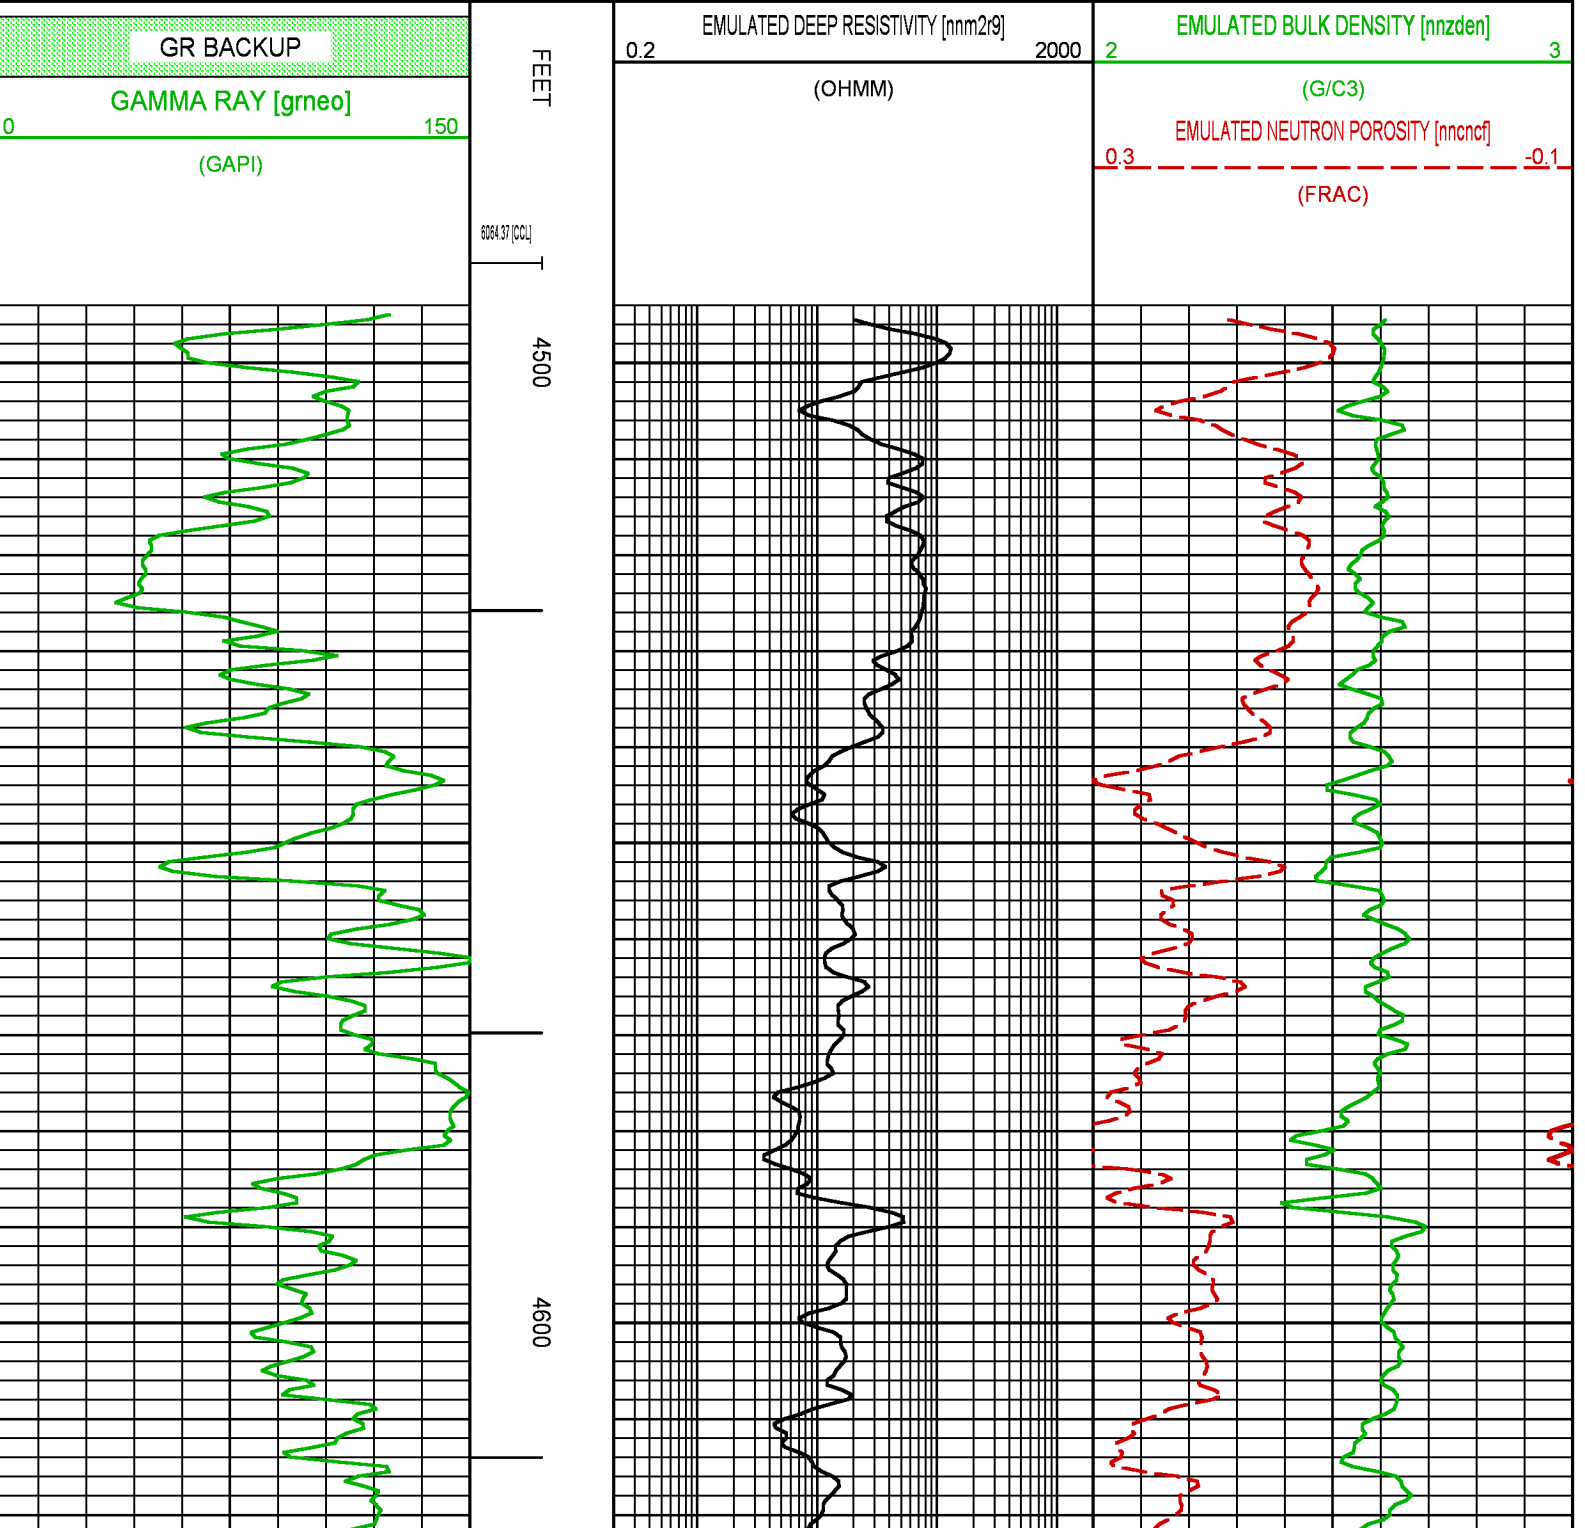 GR BACKUP
GAMMA RAY [grneo]
0 150
(GAPI)
FEET
6064.37 [CCL]
EMULATED DEEP RESISTIVITY [nnm2r9]
0.2 2000
(OHMM)
EMULATED BULK DENSITY [nnzden]
2 3
(G/C3)
EMULATED NEUTRON POROSITY [nncncf]
0.3 -0.1
(FRAC)
4500
4600